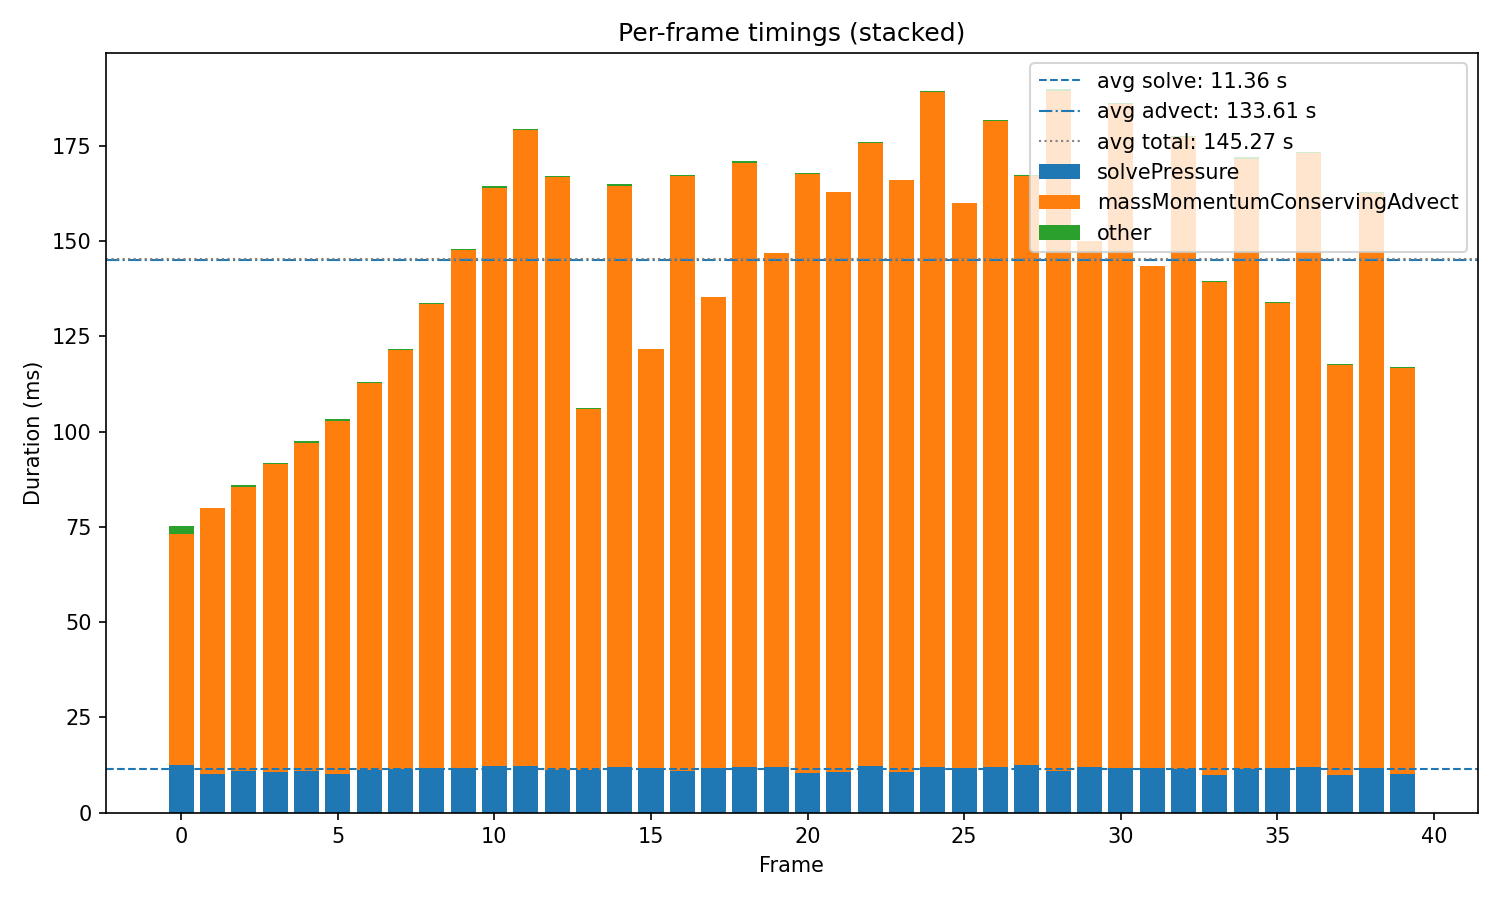 Per-frame timings (stacked)
avg solve: 11.36 s
avg advect: 133.61 s
avg total: 145.27 s
solvePressure
massMomentumConservingAdvect
other
175
150
125
100
75
50
25
0
Duration (ms)
0 5 10 15 20 25 30 35 40
Frame